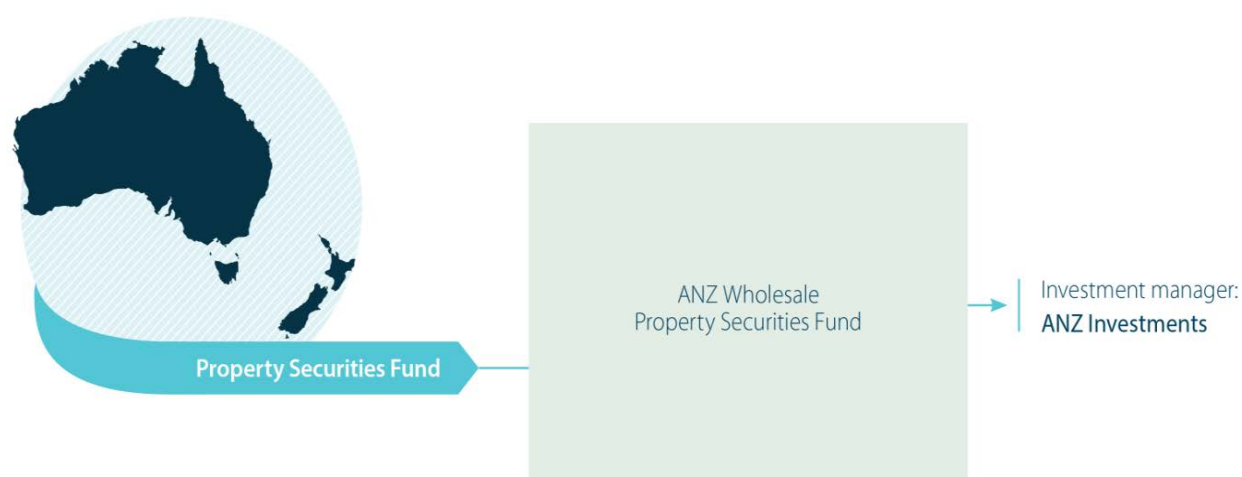 Property Securities Fund
ANZ Wholesale
Property Securities Fund
Investment manager:
ANZ Investments